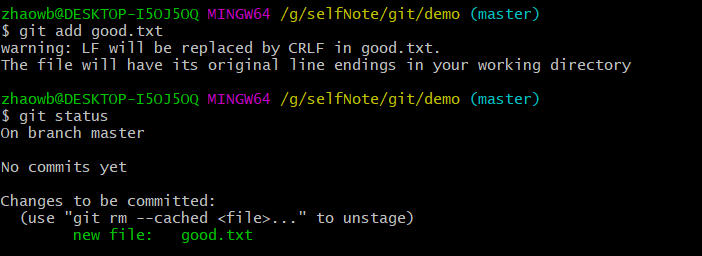 zhaowb@DESKTOP-I5OJ5OQ MINGW64 /g/selfNote/git/demo (master)
$ git add good.txt
warning: LF will be replaced by CRLF in good.txt.
The file will have its original line endings in your working directory
zhaowb@DESKTOP-I5OJ5OQ MINGW64 /g/selfNote/git/demo (master)
$ git status
On branch master
No commits yet
Changes to be committed:
(use "git rm --cached <file>..." to unstage)
new file:   good.txt